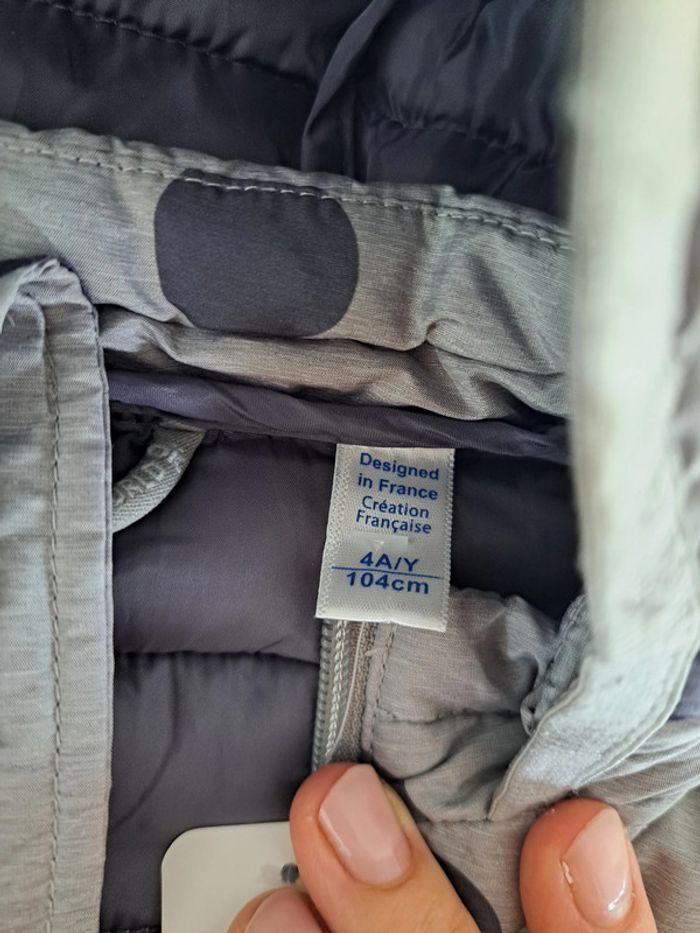 Designed
in France
Création
Française
4A/Y
104cm